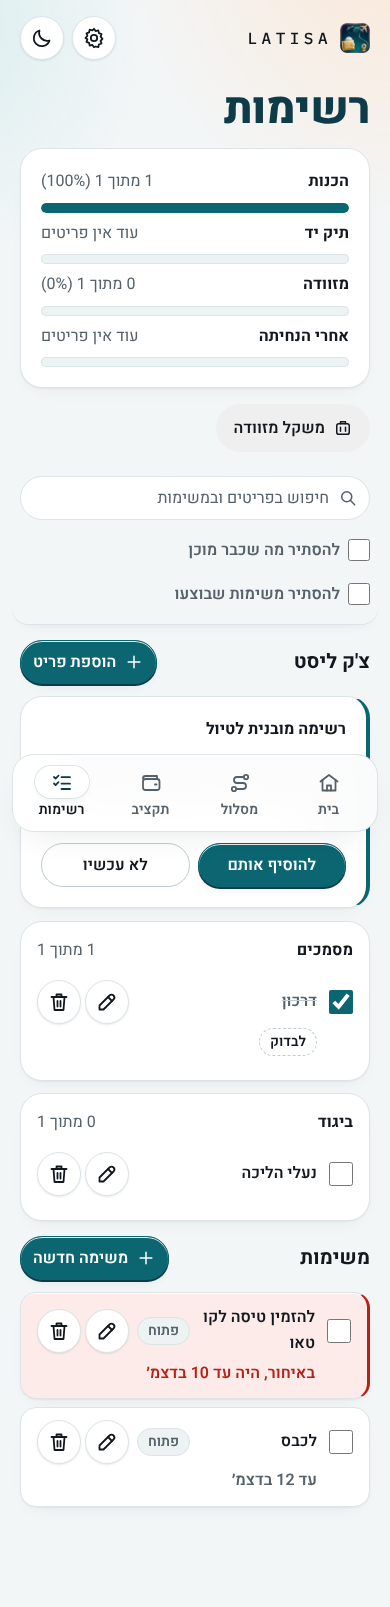 LATISA
רשימות
הכנות
1 מתוך 1 (100%)
תיק יד
עוד אין פריטים
מזוודה
0 מתוך 1 (0%)
אחרי הנחיתה
עוד אין פריטים
משקל מזוודה
חיפוש בפריטים ובמשימות
להסתיר מה שכבר מוכן
להסתיר משימות שבוצעו
צ'ק ליסט
הוספת פריט
רשימה מובנית לטיול
בית
מסלול
תקציב
רשימות
להוסיף אותם
לא עכשיו
מסמכים
1 מתוך 1
דרכון
לבדוק
ביגוד
0 מתוך 1
נעלי הליכה
משימות
משימה חדשה
להזמין טיסה לקו
טאו
פתוח
באיחור, היה עד 10 בדצמ׳
לכבס
פתוח
עד 12 בדצמ׳